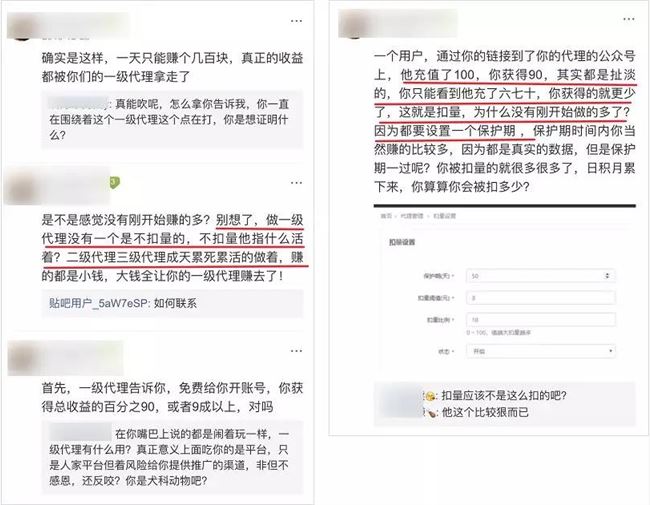 确实是这样，一天只能赚个几百块，真正的收益
都被你们的一级代理拿走了
真能吹呢，怎么拿你告诉我，你一直
在围绕着这一级代理这个点在打，你是想证明什
么？
是不是感觉没有刚开始赚的多？别想了，做一级
代理没有一个是不扣量的，不扣量他指什么活
着？二级代理三级代理成天累死累活的做着，赚
的都是小钱，大钱全让你的一级代理赚去了！
贴吧用户_5aW7eSP: 如何联系
首先，一级代理告诉你，免费给你开账号，你获
得总收益的百分之90，或者9成以上，对吗
在你嘴巴上说的都是闹着玩一样，一
级代理有什么用？真正意义上面吃你的是平台，只
是人家平台但着风险给你提供推广的渠道，非但不
感恩，还反咬？你是犬科动物吧？
一个用户，通过你的链接到了你的代理的公众号
上，他充值了100，你获得90，其实都是扯淡
的，你只能看到他充了六七十，你获得的就更少
了，这就是扣量，为什么没有刚开始做的多了？
因为都要设置一个保护期，保护期时间内你当
然赚的比较多，因为都是真实的数据，但是保护
期一过呢？你被扣量的就很多很多了，日积月累
下来，你算算你会被扣多少？
首页 > 代理管理 > 扣量设置
扣量设置
保护期(天)* 50
扣量阈值(元)* 8
扣量比例* 10
0 ~ 100，值越大扣量越多
状态* 开启
扣量应该不是这么扣的吧？
他这个比较狠而已